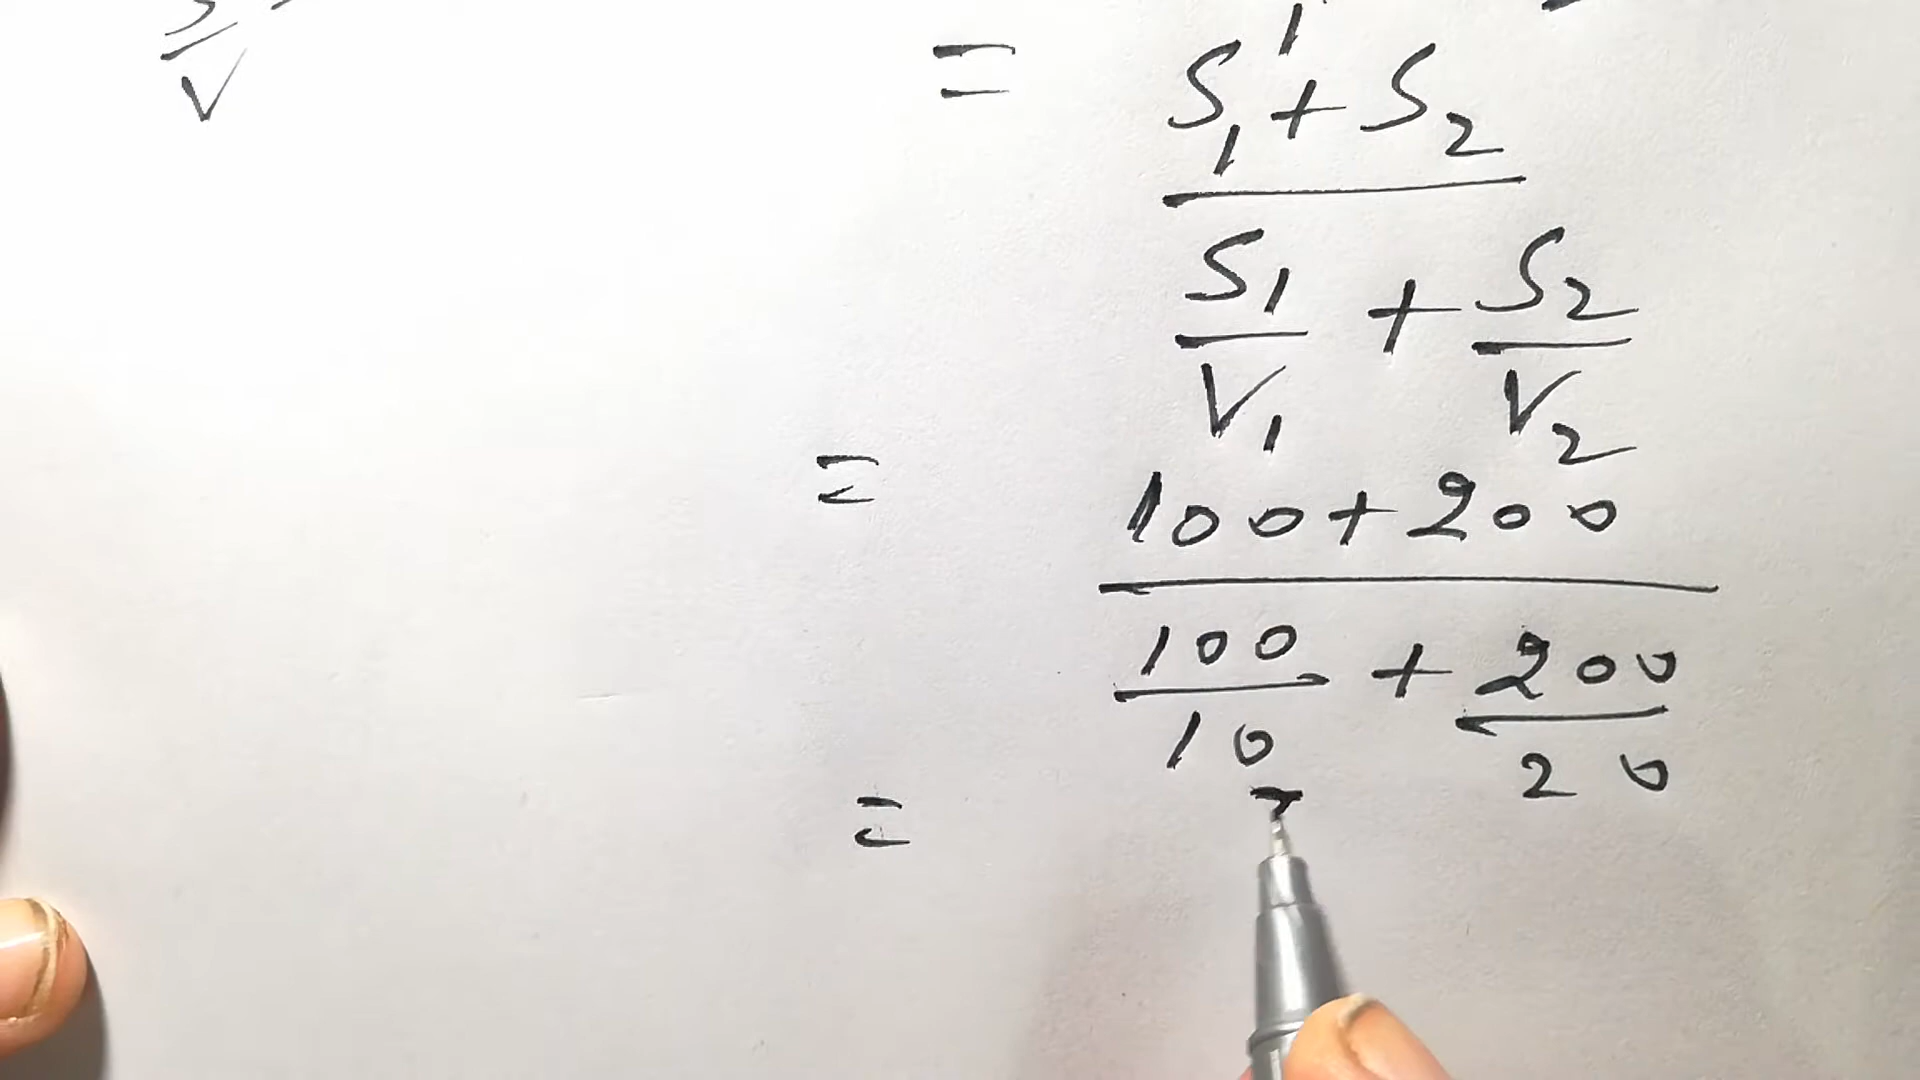 V
= S1 + S2
S1/V1 + S2/V2
= 100 + 200
100/10 + 200/20
=